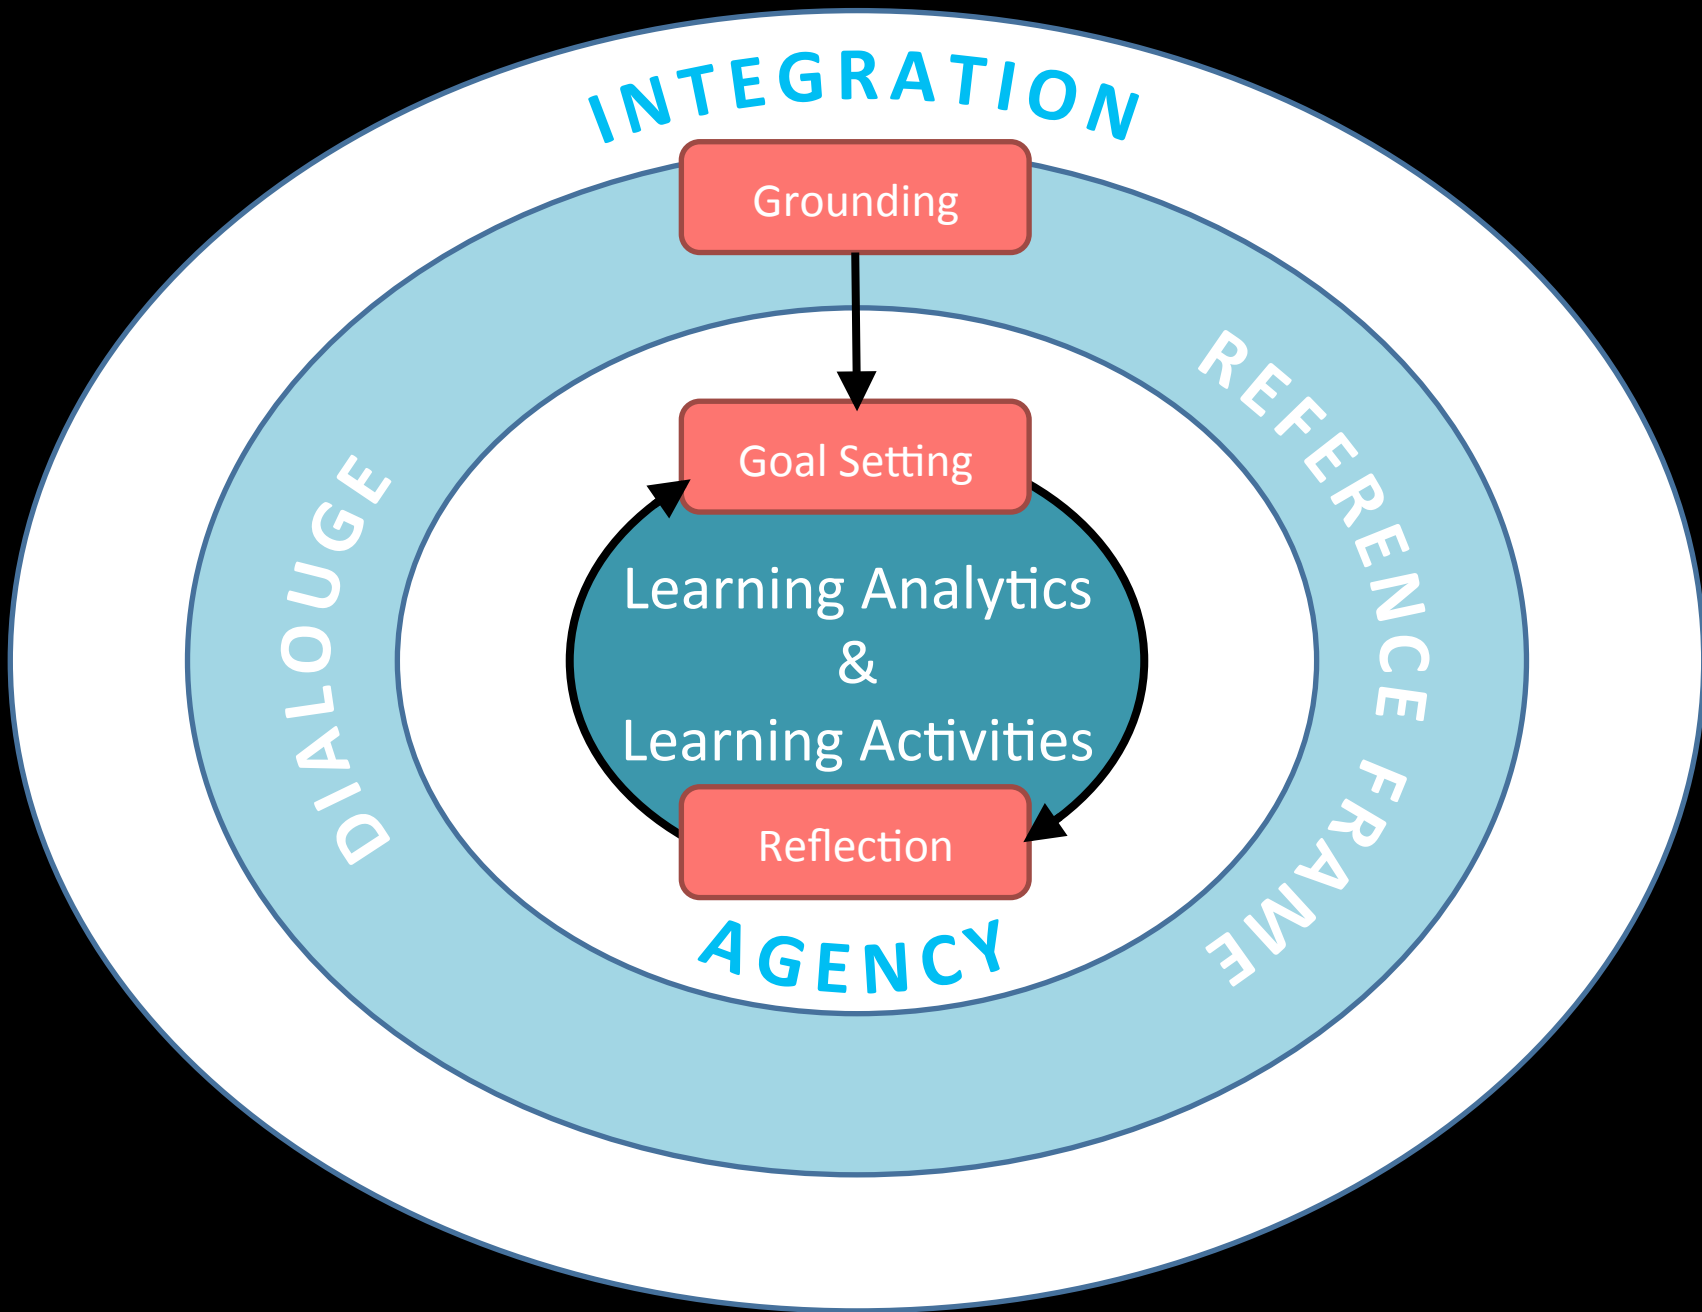 INTEGRATION
Grounding
REFERENCE FRAME
DIALOUGE
Goal Setting
Learning Analytics
&
Learning Activities
Reflection
AGENCY